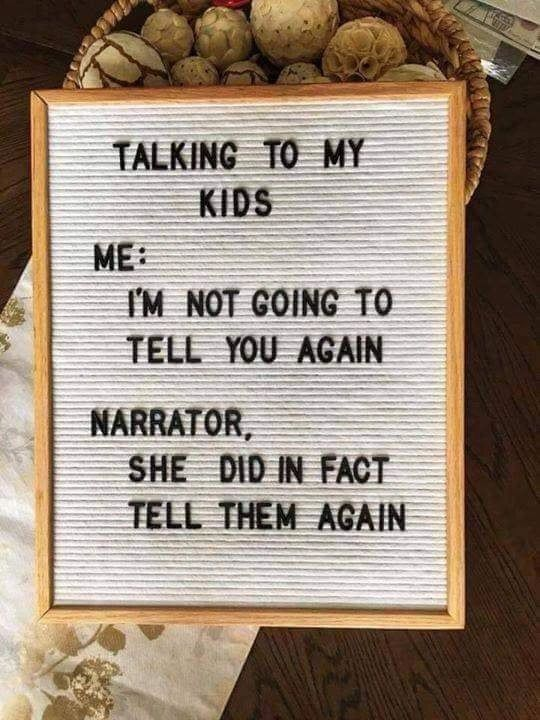 TALKING TO MY
KIDS
ME:
I'M NOT GOING TO
TELL YOU AGAIN
NARRATOR,
SHE DID IN FACT
TELL THEM AGAIN